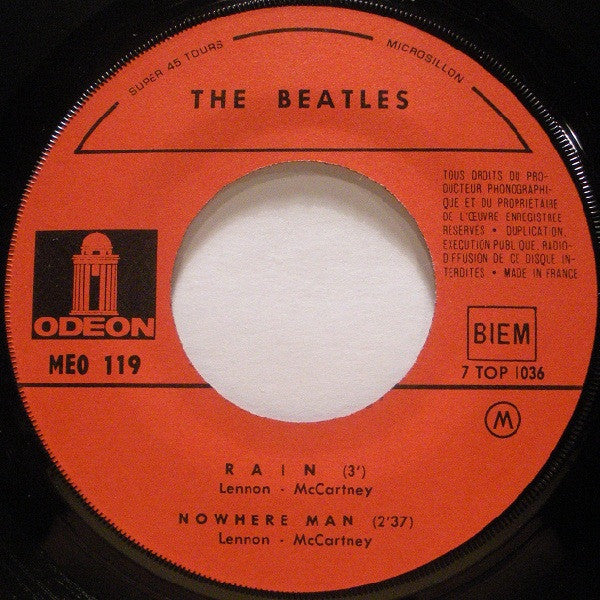 SUPER 45 TOURS
MICROSILLON
THE BEATLES
TOUS DROITS DU PRO-
DUCTEUR PHONOGRAPHI-
QUE ET DU PROPRIETAIRE
DE L'ŒUVRE ENREGISTREE
RESERVES • DUPLICATION,
EXECUTION PUBLIQUE, RADIO-
DIFFUSION DE CE DISQUE IN-
TERDITES • MADE IN FRANCE
ODEON
MEO 119
BIEM
7 TOP 1036
M
RAIN (3')
Lennon - McCartney
NOWHERE MAN (2'37)
Lennon - McCartney